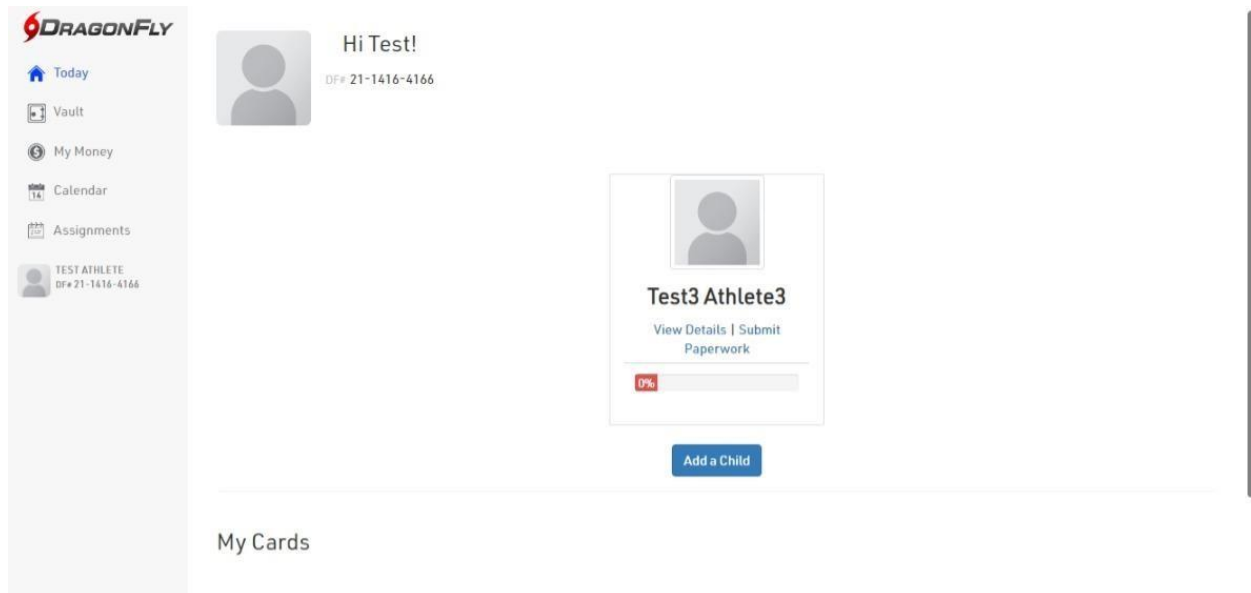 DRAGONFLY
Today
Vault
My Money
14
Calendar
Assignments
TEST ATHLETE
DF# 21-1416-4166
Hi Test!
DF# 21-1416-4166
Test3 Athlete3
View Details | Submit
Paperwork
0%
Add a Child
My Cards